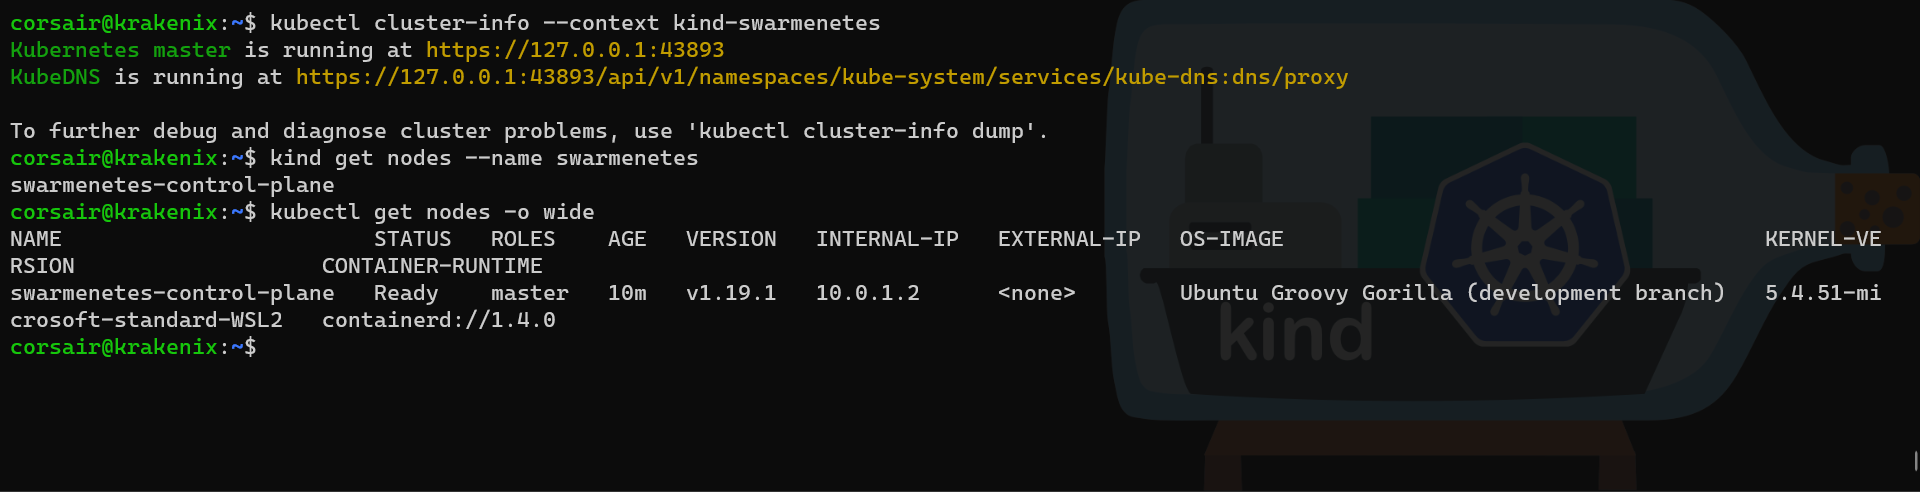 corsair@krakenix:~$ kubectl cluster-info --context kind-swarmenetes
Kubernetes master is running at https://127.0.0.1:43893
KubeDNS is running at https://127.0.0.1:43893/api/v1/namespaces/kube-system/services/kube-dns:dns/proxy

To further debug and diagnose cluster problems, use 'kubectl cluster-info dump'.
corsair@krakenix:~$ kind get nodes --name swarmenetes
swarmenetes-control-plane
corsair@krakenix:~$ kubectl get nodes -o wide
NAME                        STATUS   ROLES    AGE   VERSION   INTERNAL-IP   EXTERNAL-IP   OS-IMAGE                                     KERNEL-VE
RSION                   CONTAINER-RUNTIME
swarmenetes-control-plane   Ready    master   10m   v1.19.1   10.0.1.2      <none>        Ubuntu Groovy Gorilla (development branch)   5.4.51-mi
crosoft-standard-WSL2   containerd://1.4.0
corsair@krakenix:~$
kind